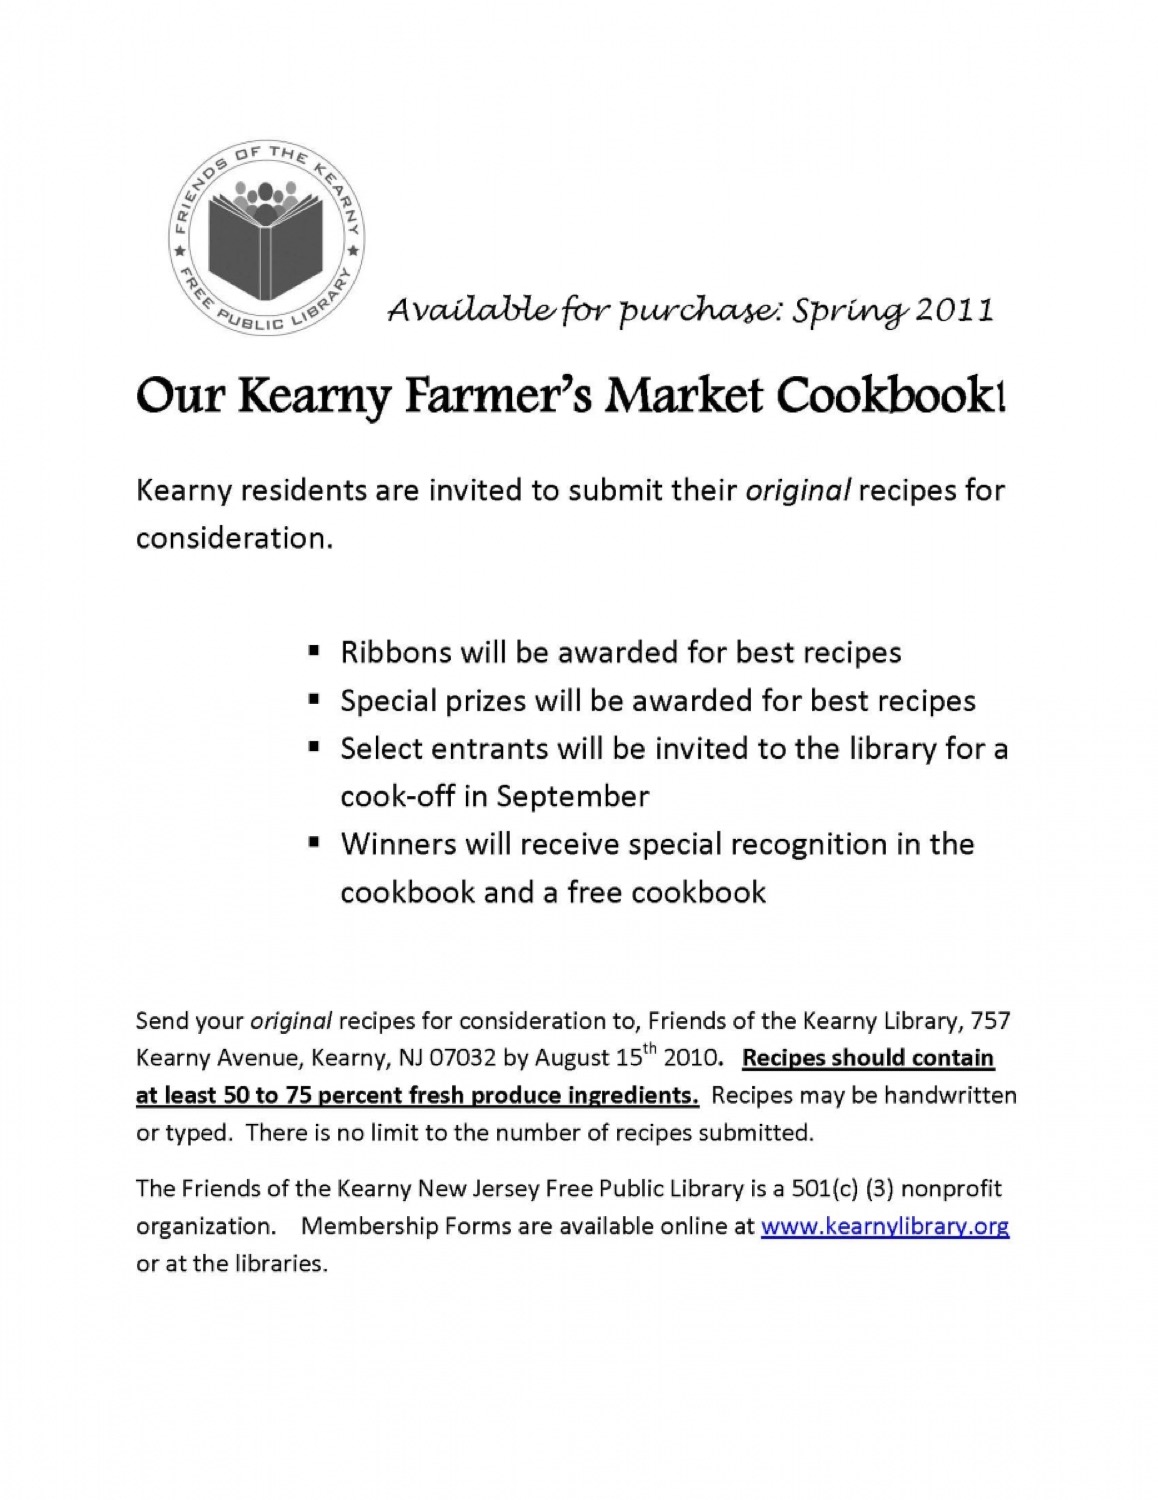 FRIENDS OF THE KEARNY
FREE PUBLIC LIBRARY
Available for purchase: Spring 2011
Our Kearny Farmer's Market Cookbook!
Kearny residents are invited to submit their original recipes for
consideration.
▪ Ribbons will be awarded for best recipes
▪ Special prizes will be awarded for best recipes
▪ Select entrants will be invited to the library for a
cook-off in September
▪ Winners will receive special recognition in the
cookbook and a free cookbook
Send your original recipes for consideration to, Friends of the Kearny Library, 757
Kearny Avenue, Kearny, NJ 07032 by August 15th 2010. Recipes should contain
at least 50 to 75 percent fresh produce ingredients. Recipes may be handwritten
or typed. There is no limit to the number of recipes submitted.
The Friends of the Kearny New Jersey Free Public Library is a 501(c) (3) nonprofit
organization. Membership Forms are available online at www.kearnylibrary.org
or at the libraries.